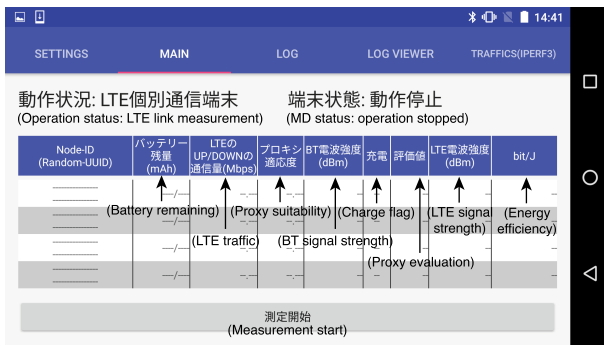 14:41
SETTINGS MAIN LOG LOG VIEWER TRAFFICS(IPERF3)
動作状況: LTE個別通信端末 端末状態: 動作停止
(Operation status: LTE link measurement) (MD status: operation stopped)
Node-ID
(Random-UUID)
バッテリー
残量
(mAh)
LTEの
UP/DOWNの
通信量(Mbps)
プロキシ
適応度
BT電波強度
(dBm)
充電
評価値
LTE電波強度
(dBm)
bit/J
(Battery remaining)
(Proxy suitability)
(Charge flag)
(LTE signal
strength)
(Energy
efficiency)
(LTE traffic)
(BT signal strength)
(Proxy evaluation)
測定開始
(Measurement start)